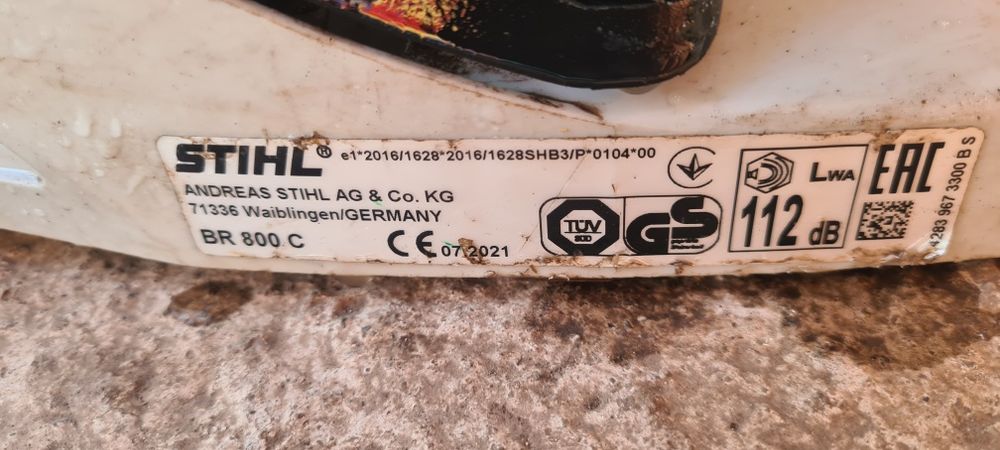 STIHL® e1*2016/1628*2016/1628SHB3/P*0104*00
ANDREAS STIHL AG & Co. KG
71336 Waiblingen/GERMANY
BR 800 C
CE 07.2021
TÜV
GS
LWA
112 dB
EAC
4283 967 3300 B S